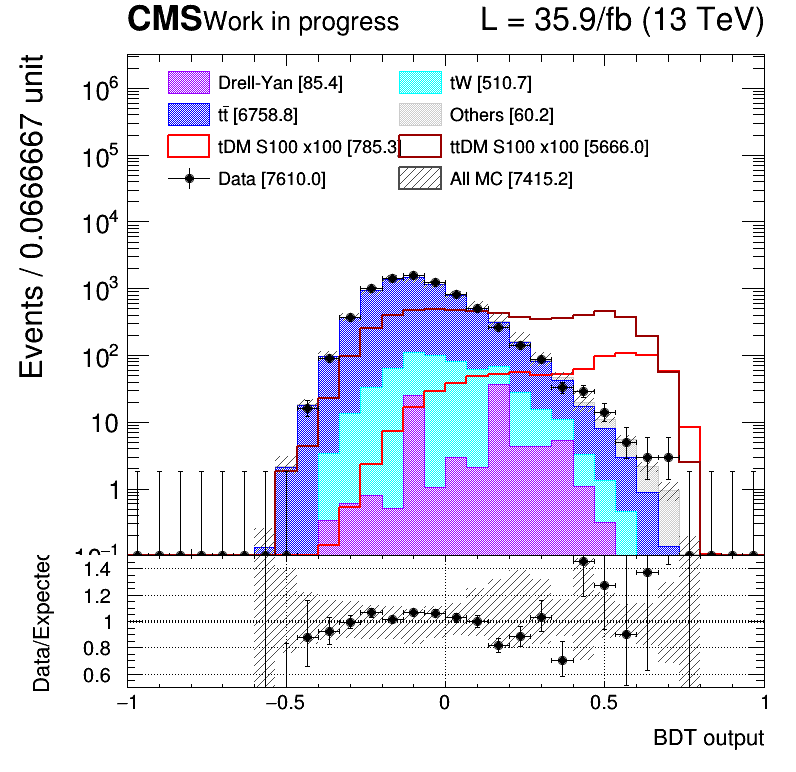 CMS Work in progress L = 35.9/fb (13 TeV)
Events / 0.0666667 unit
Drell-Yan [85.4] tW [510.7]
tt̄ [6758.8] Others [60.2]
tDM S100 x100 [785.3] ttDM S100 x100 [5666.0]
Data [7610.0] All MC [7415.2]
10⁶
10⁵
10⁴
10³
10²
10
1
10⁻¹
Data/Expected
1.4
1.2
1
0.8
0.6
−1 −0.5 0 0.5 1
BDT output